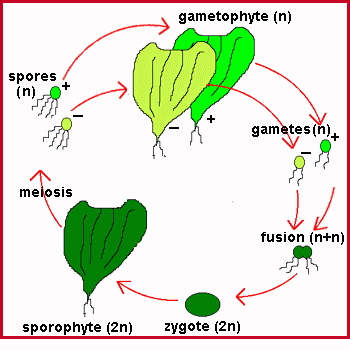 gametophyte (n)
spores
(n)
+
−
−
+
gametes (n)
+
−
meiosis
fusion (n+n)
sporophyte (2n)
zygote (2n)